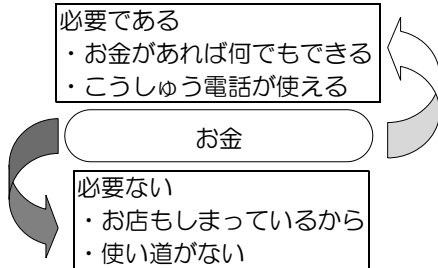 必要である
・お金があれば何でもできる
・こうしゅう電話が使える
お金
必要ない
・お店もしまっているから
・使い道がない